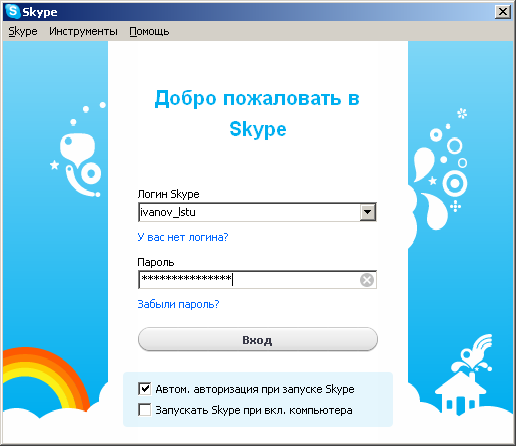 Skype
Skype Инструменты Помощь
Добро пожаловать в
Skype
Логин Skype
ivanov_lstu
У вас нет логина?
Пароль
***************
Забыли пароль?
Вход
Автом. авторизация при запуске Skype
Запускать Skype при вкл. компьютера